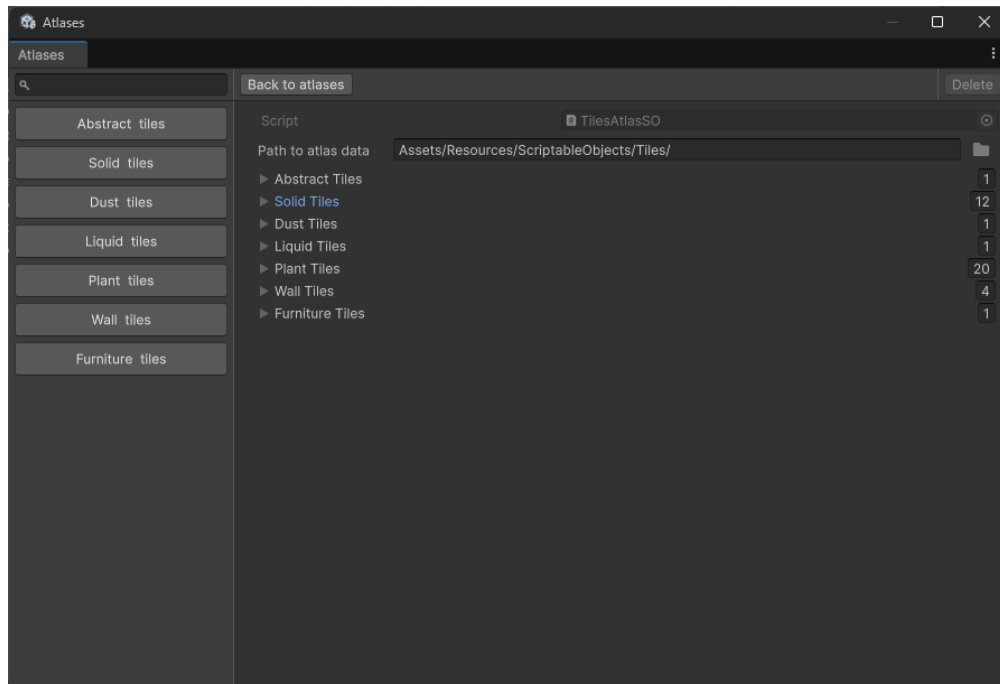 Atlases
Atlases
Back to atlases
Delete
Abstract tiles
Solid tiles
Dust tiles
Liquid tiles
Plant tiles
Wall tiles
Furniture tiles
Script
TilesAtlasSO
Path to atlas data
Assets/Resources/ScriptableObjects/Tiles/
Abstract Tiles 1
Solid Tiles 12
Dust Tiles 1
Liquid Tiles 1
Plant Tiles 20
Wall Tiles 4
Furniture Tiles 1